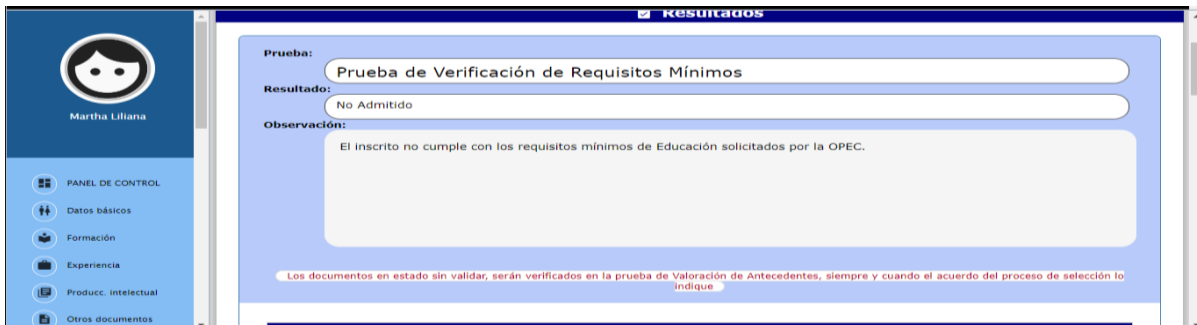 Resultados
Martha Liliana
PANEL DE CONTROL
Datos básicos
Formación
Experiencia
Producc. intelectual
Otros documentos
Prueba:
Prueba de Verificación de Requisitos Mínimos
Resultado:
No Admitido
Observación:
El inscrito no cumple con los requisitos mínimos de Educación solicitados por la OPEC.
Los documentos en estado sin validar, serán verificados en la prueba de Valoración de Antecedentes, siempre y cuando el acuerdo del proceso de selección lo
indique